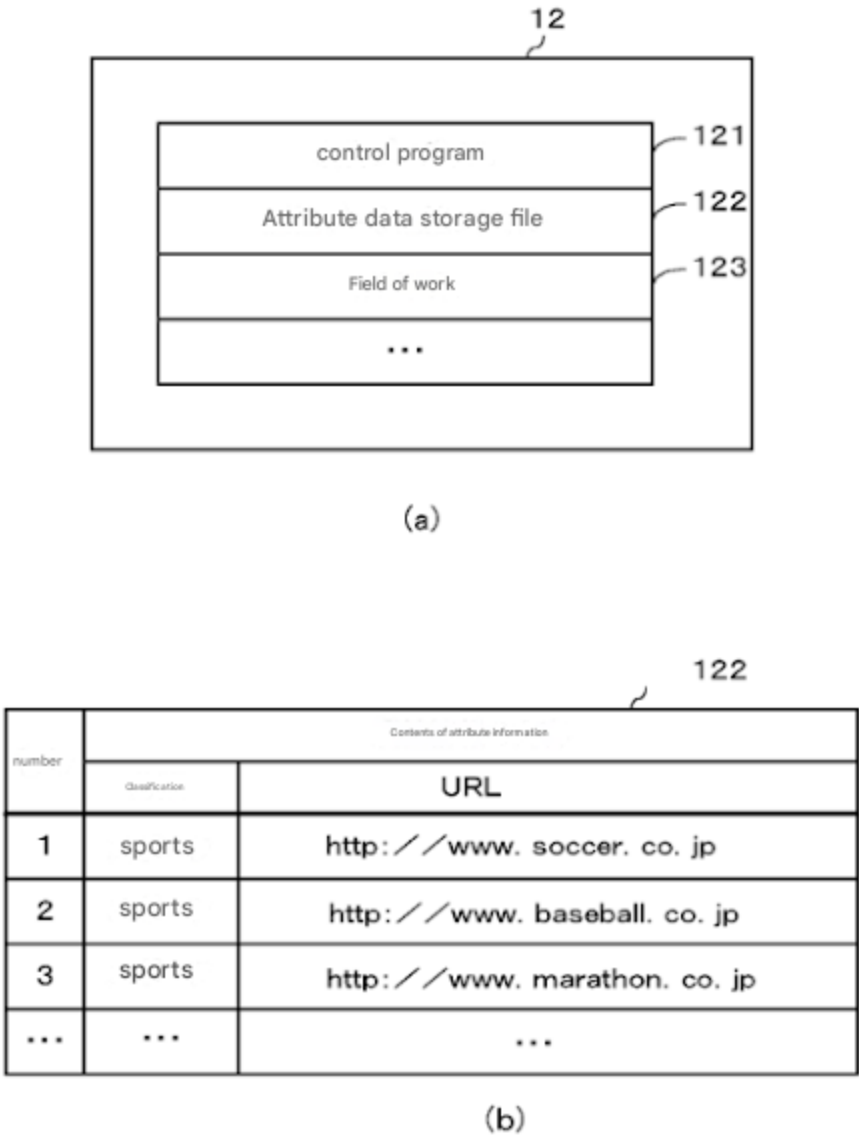 12
control program
121
Attribute data storage file
122
Field of work
123
...
(a)
122
number
Contents of attribute information
Classification
URL
1 sports http://www. soccer. co. jp
2 sports http://www. baseball. co. jp
3 sports http://www. marathon. co. jp
... ... ...
(b)